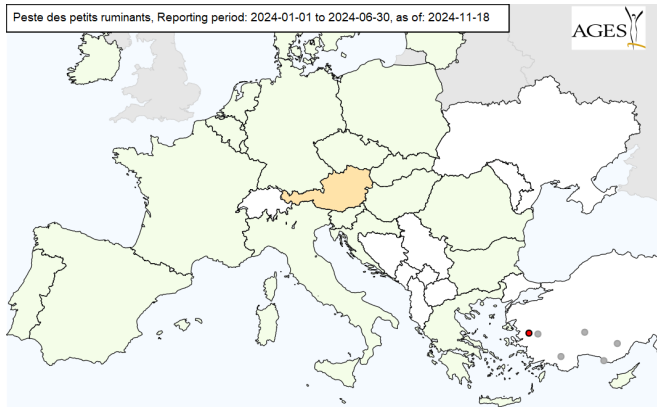 Peste des petits ruminants, Reporting period: 2024-01-01 to 2024-06-30, as of: 2024-11-18
AGES